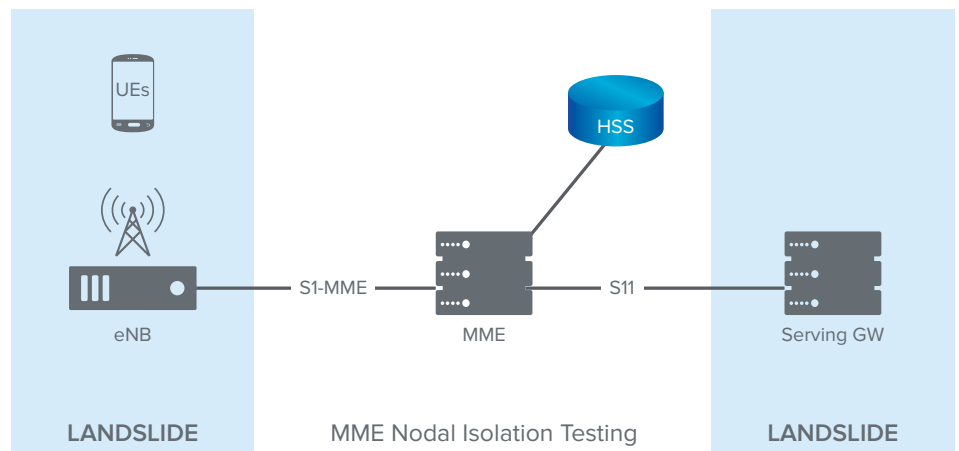 UEs
HSS
S1-MME
S11
eNB
MME
Serving GW
LANDSLIDE
MME Nodal Isolation Testing
LANDSLIDE